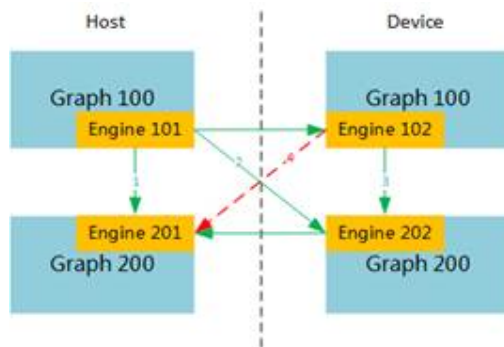 Host
Device
Graph 100
Graph 100
Engine 101
Engine 102
2
4
1
3
Engine 201
Engine 202
Graph 200
Graph 200